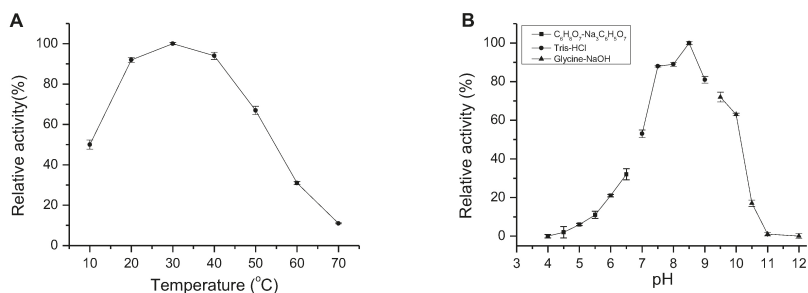 A
Relative activity(%)
100
80
60
40
20
0
10 20 30 40 50 60 70
Temperature (°C)
B
C₆H₈O₇-Na₃C₆H₅O₇
Tris-HCl
Glycine-NaOH
Relative activity (%)
100
80
60
40
20
0
3 4 5 6 7 8 9 10 11 12
pH